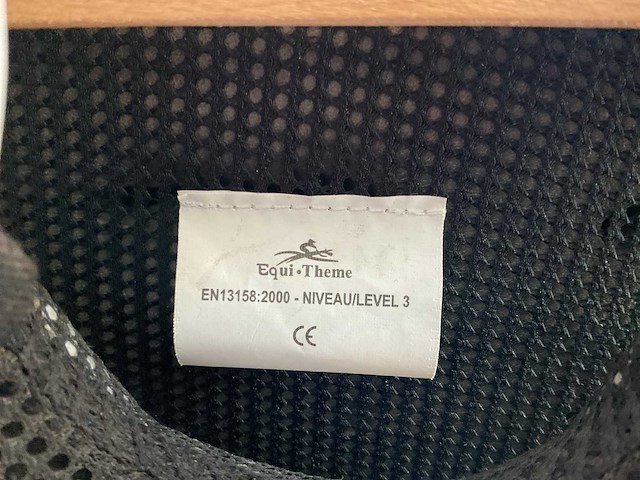 Equi•Theme
EN13158:2000 - NIVEAU/LEVEL 3
CE